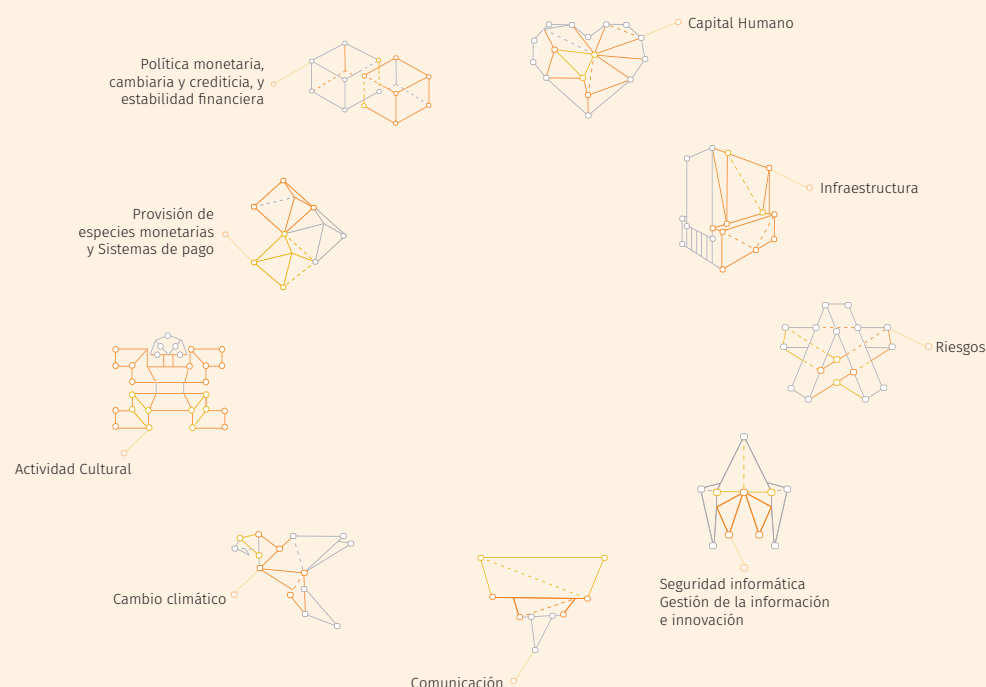 Capital Humano
Política monetaria,
cambiaria y crediticia, y
estabilidad financiera
Infraestructura
Provisión de
especies monetarias
y Sistemas de pago
Riesgos
Actividad Cultural
Seguridad informática
Gestión de la información
e innovación
Cambio climático
Comunicación